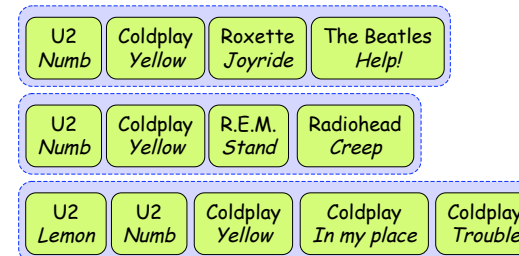 U2 Coldplay Roxette The Beatles
Numb Yellow Joyride Help!
U2 Coldplay R.E.M. Radiohead
Numb Yellow Stand Creep
U2 U2 Coldplay Coldplay Coldplay
Lemon Numb Yellow In my place Trouble